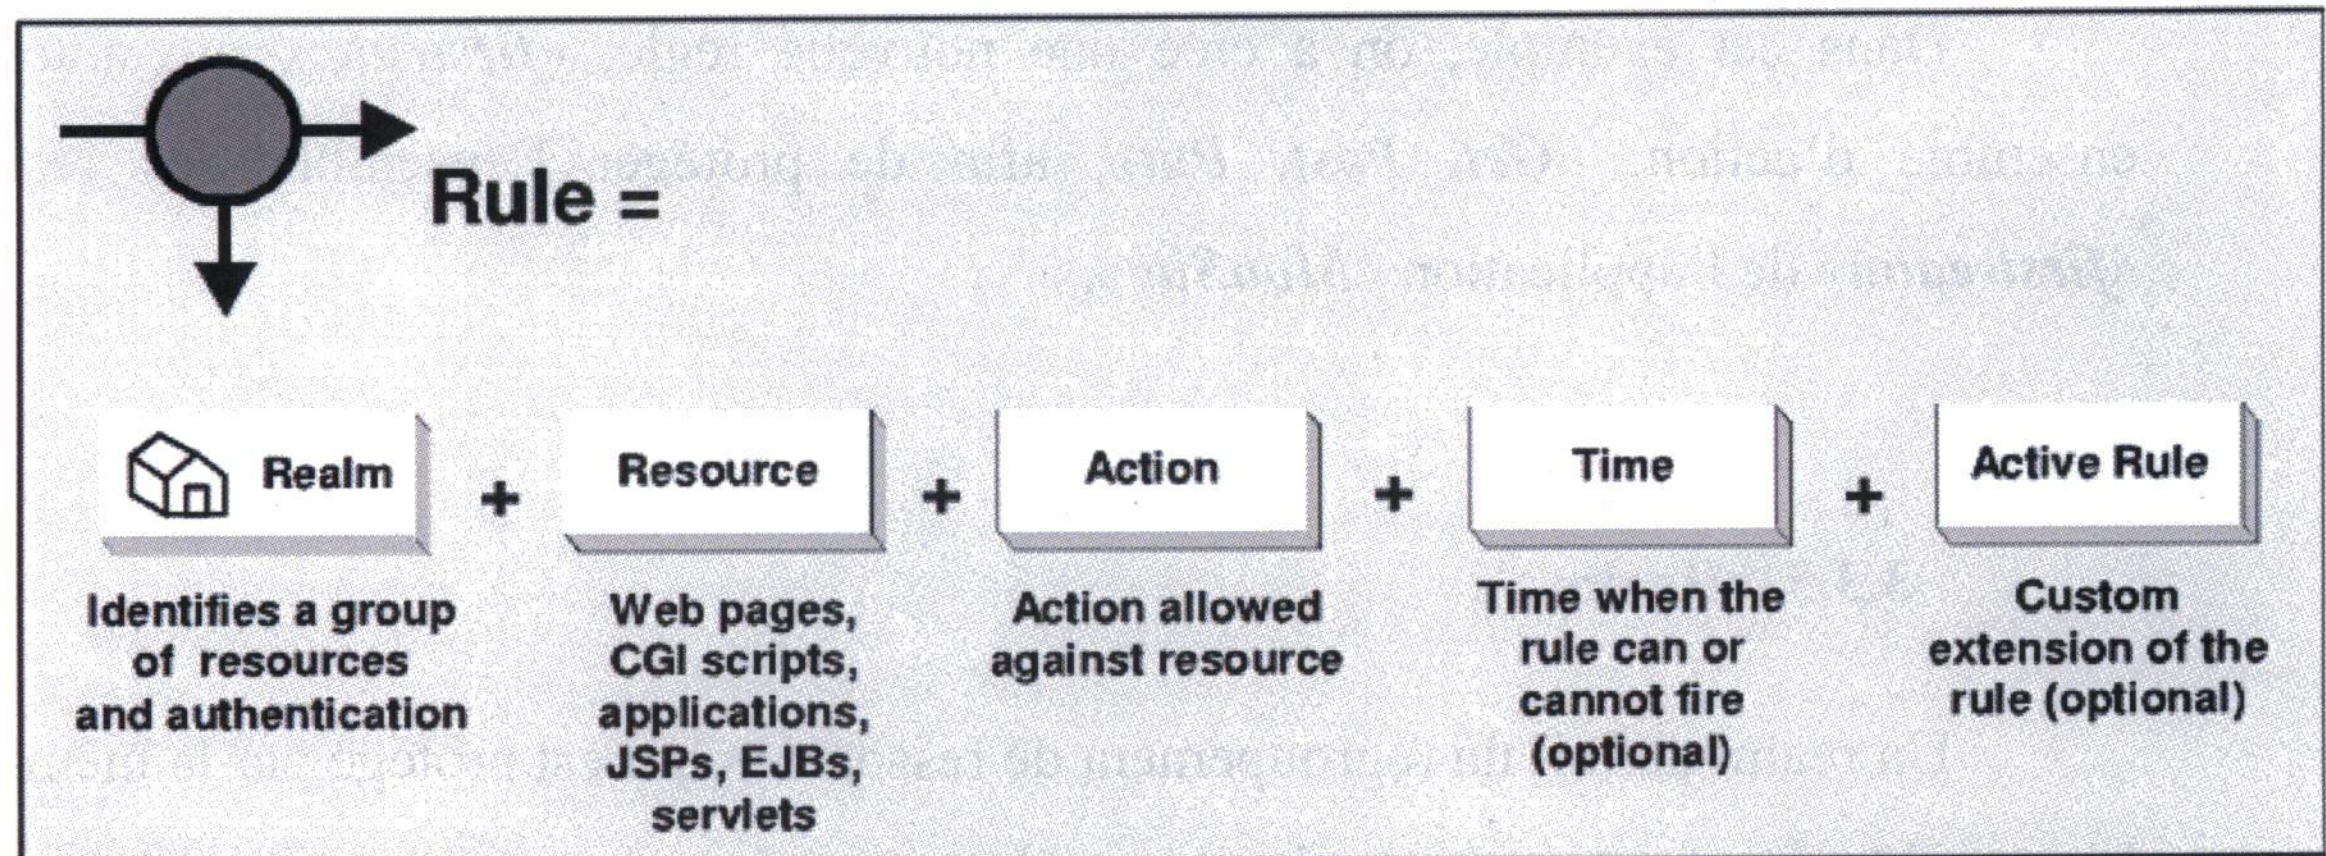 Rule =
Realm
+
Resource
+
Action
+
Time
+
Active Rule
Identifies a group
of resources
and authentication
Web pages,
CGI scripts,
applications,
JSPs, EJBs,
servlets
Action allowed
against resource
Time when the
rule can or
cannot fire
(optional)
Custom
extension of the
rule (optional)